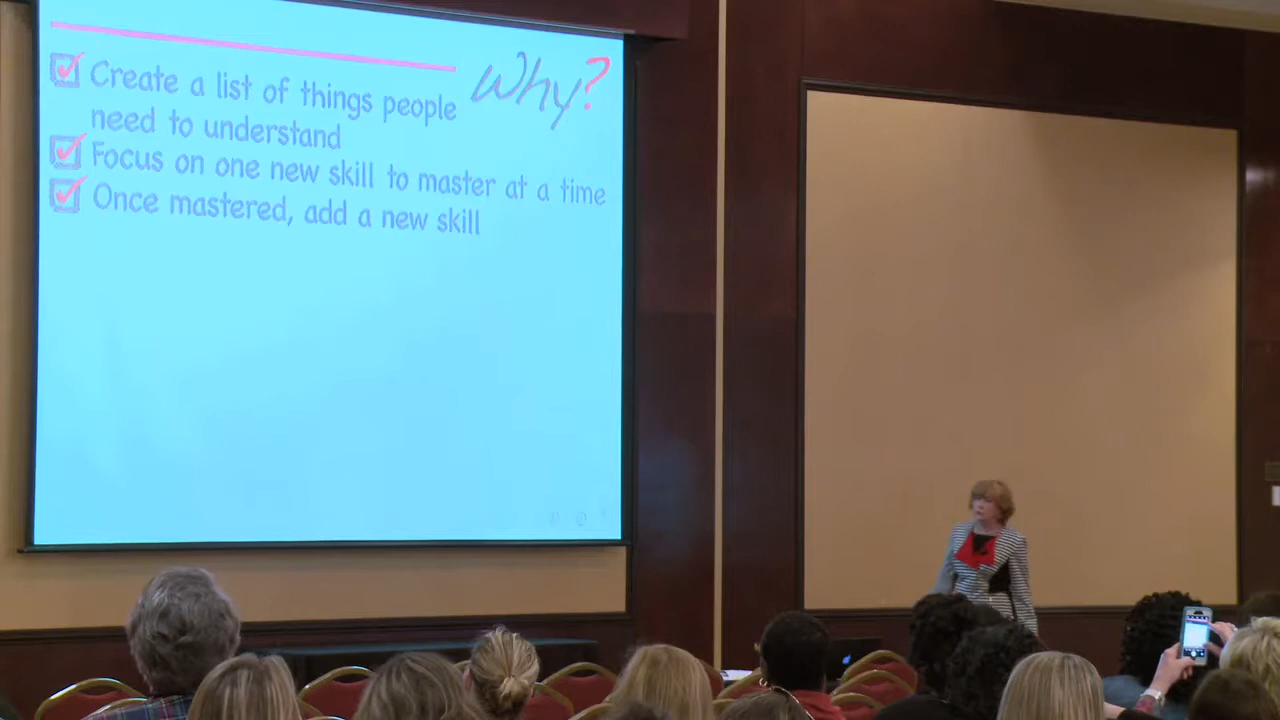 Why?
Create a list of things people
need to understand
Focus on one new skill to master at a time
Once mastered, add a new skill